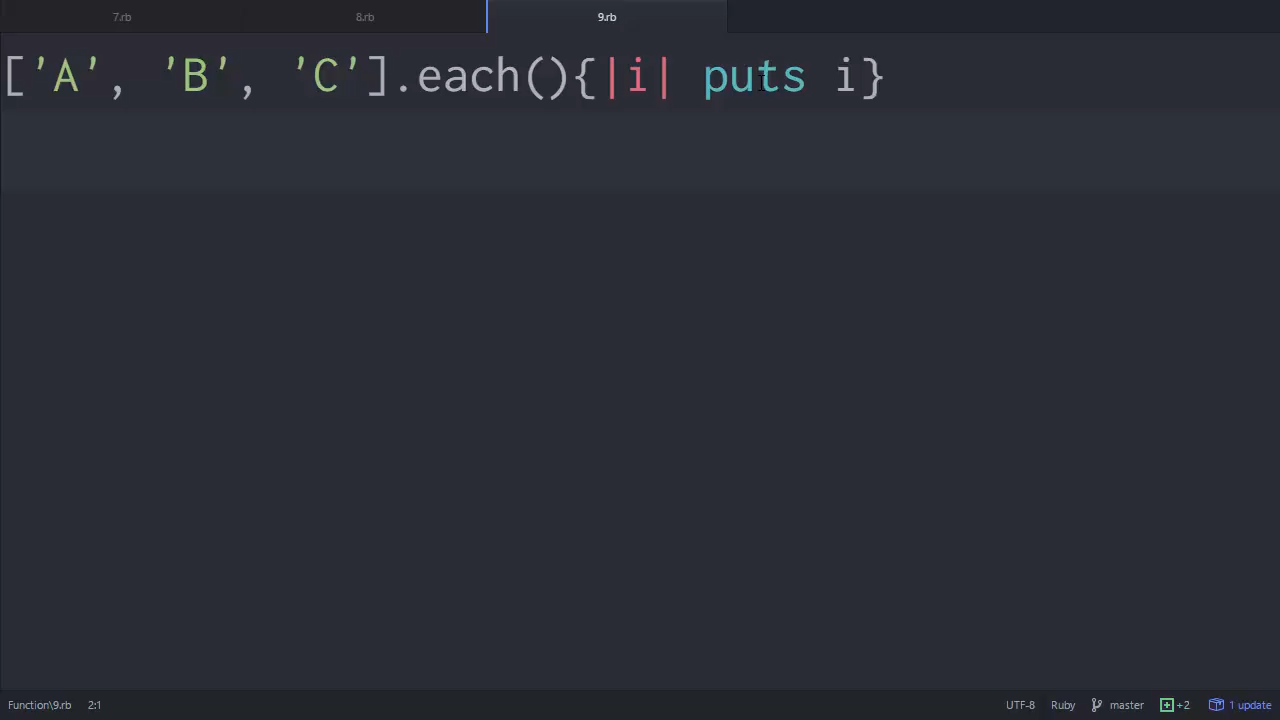 7.rb 8.rb 9.rb
['A', 'B', 'C'].each(){|i| puts i}
Function\9.rb 2:1 UTF-8 Ruby master +2 1 update